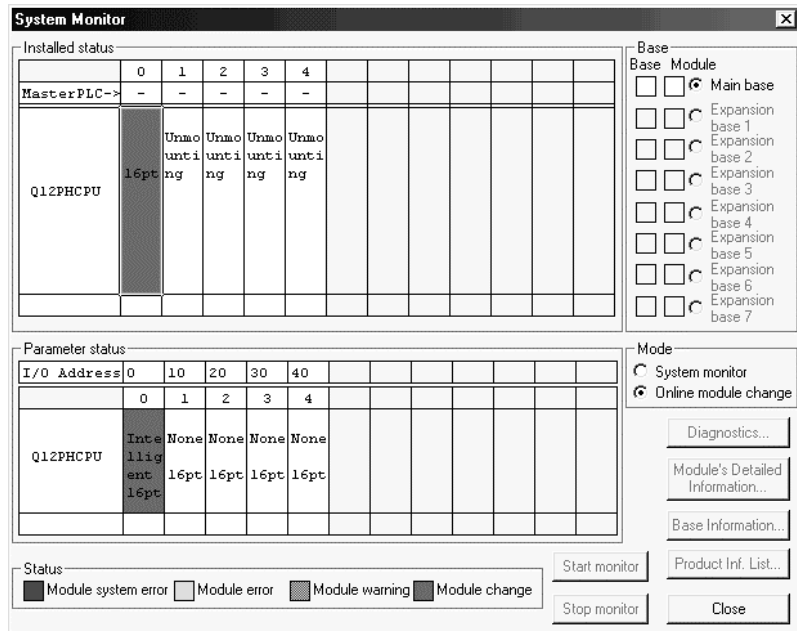 System Monitor
Installed status
0 1 2 3 4
MasterPLC-> - - - - -
Q12PHCPU
16pt
Unmo
unti
ng
Unmo
unti
ng
Unmo
unti
ng
Unmo
unti
ng
Base
Base Module
Main base
Expansion
base 1
Expansion
base 2
Expansion
base 3
Expansion
base 4
Expansion
base 5
Expansion
base 6
Expansion
base 7
Parameter status
I/O Address 0 10 20 30 40
0 1 2 3 4
Q12PHCPU
Inte
llig
ent
16pt
None
16pt
None
16pt
None
16pt
None
16pt
Mode
System monitor
Online module change
Diagnostics...
Module's Detailed
Information...
Base Information...
Product Inf. List...
Close
Status
Module system error Module error Module warning Module change
Start monitor
Stop monitor